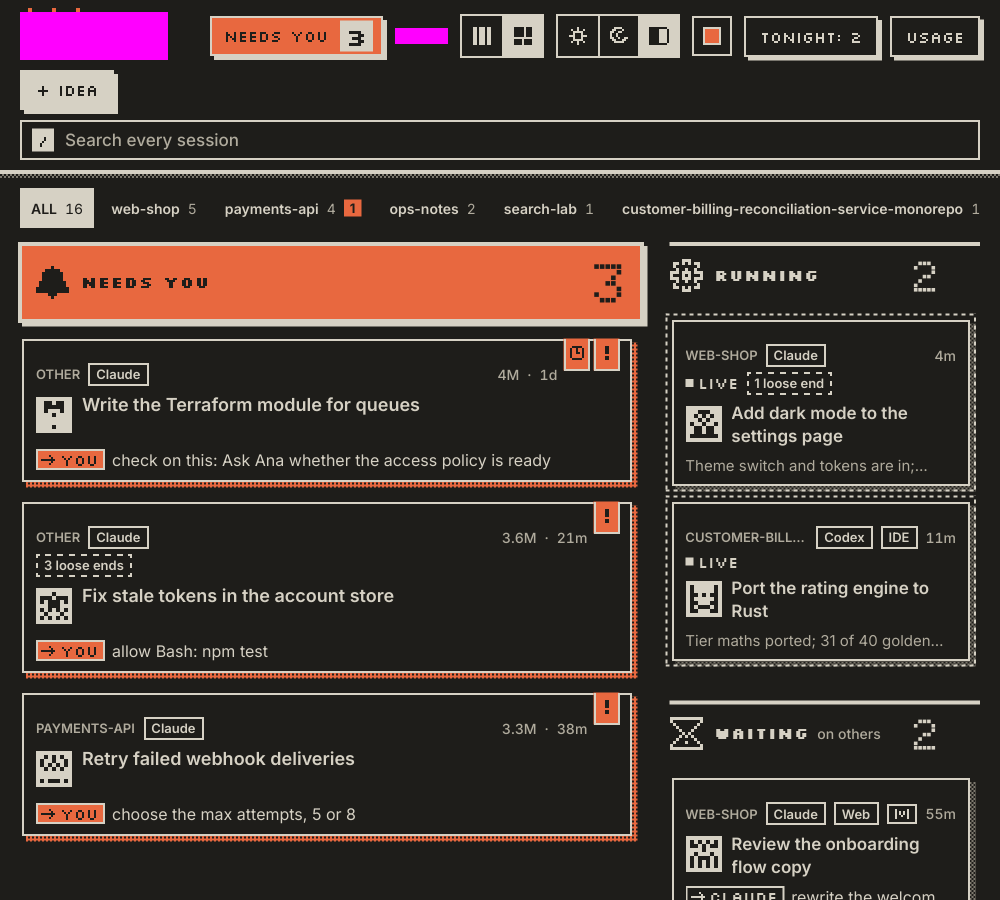 NEEDS YOU 3
TONIGHT: 2
USAGE
+ IDEA
/ Search every session
ALL 16
web-shop 5
payments-api 4 1
ops-notes 2
search-lab 1
customer-billing-reconciliation-service-monorepo 1
NEEDS YOU 3
OTHER Claude 4M · 1d !
Write the Terraform module for queues
→ YOU check on this: Ask Ana whether the access policy is ready
OTHER Claude 3.6M · 21m !
3 loose ends
Fix stale tokens in the account store
→ YOU allow Bash: npm test
PAYMENTS-API Claude 3.3M · 38m !
Retry failed webhook deliveries
→ YOU choose the max attempts, 5 or 8
RUNNING 2
WEB-SHOP Claude 4m
LIVE 1 loose end
Add dark mode to the
settings page
Theme switch and tokens are in;…
CUSTOMER-BILL… Codex IDE 11m
LIVE
Port the rating engine to
Rust
Tier maths ported; 31 of 40 golden…
WAITING on others 2
WEB-SHOP Claude Web 55m
Review the onboarding
flow copy
→ CLAUDE rewrite the welcom